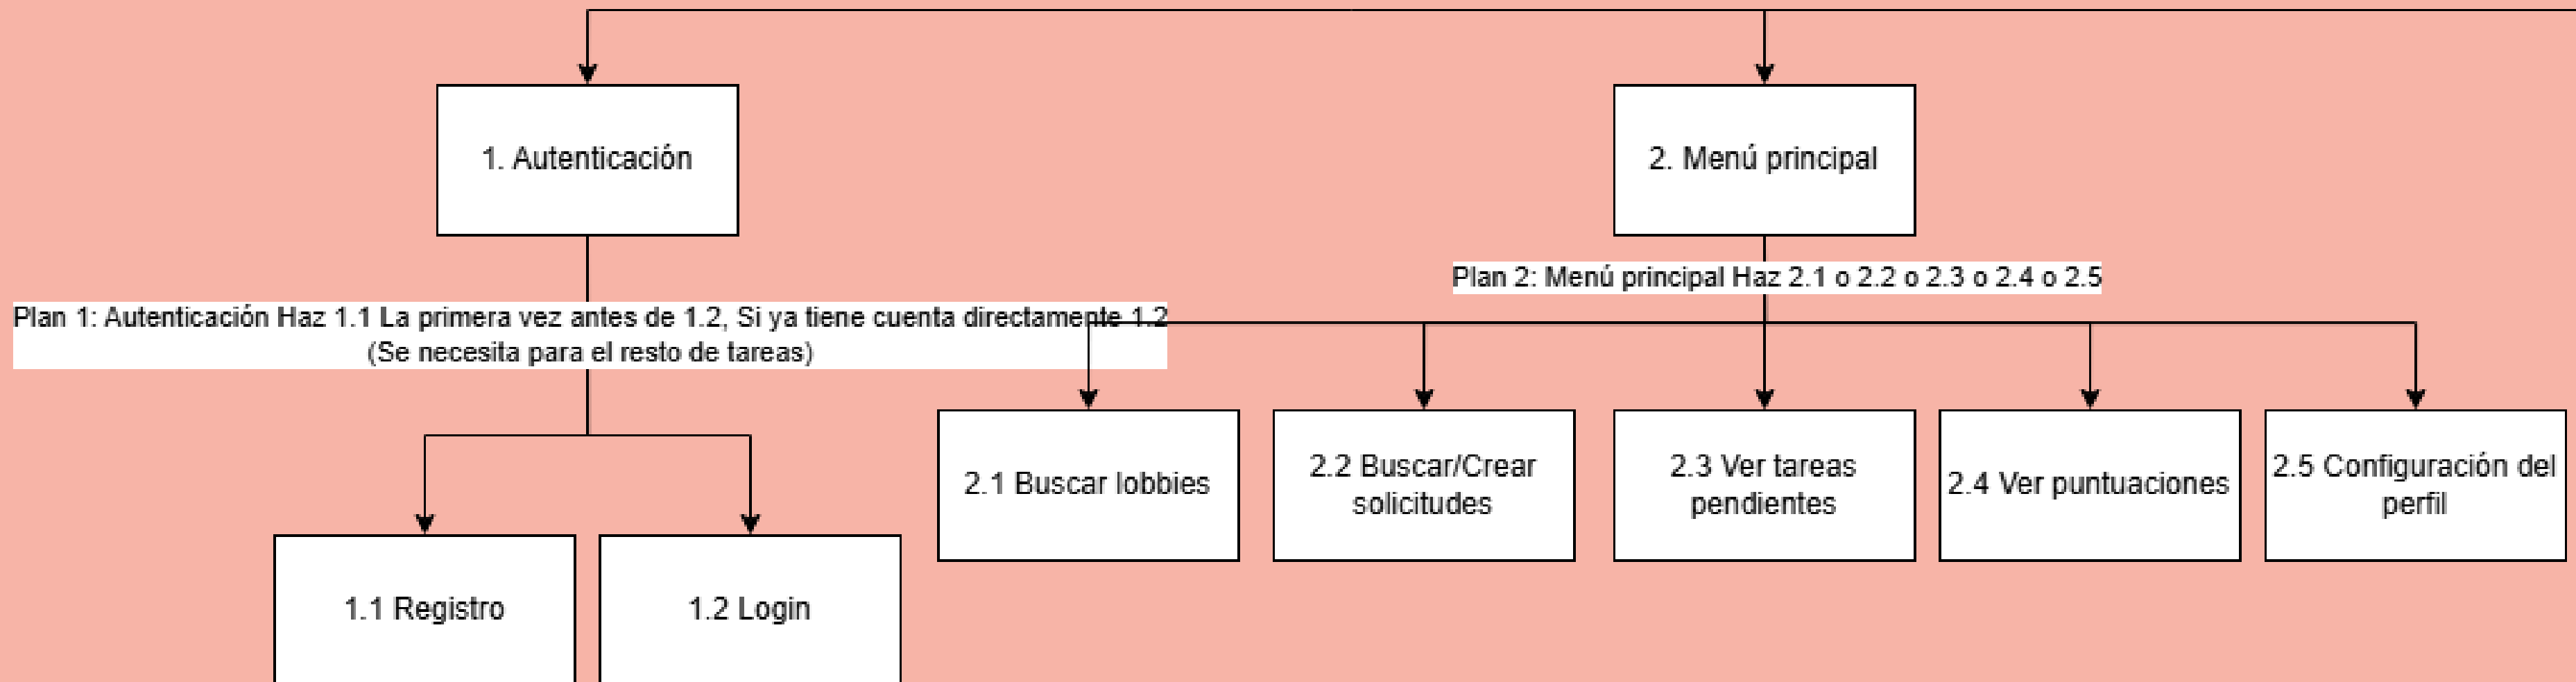 1. Autenticación
2. Menú principal
Plan 1: Autenticación Haz 1.1 La primera vez antes de 1.2, Si ya tiene cuenta directamente 1.2
(Se necesita para el resto de tareas)
Plan 2: Menú principal Haz 2.1 o 2.2 o 2.3 o 2.4 o 2.5
1.1 Registro
1.2 Login
2.1 Buscar lobbies
2.2 Buscar/Crear
solicitudes
2.3 Ver tareas
pendientes
2.4 Ver puntuaciones
2.5 Configuración del
perfil